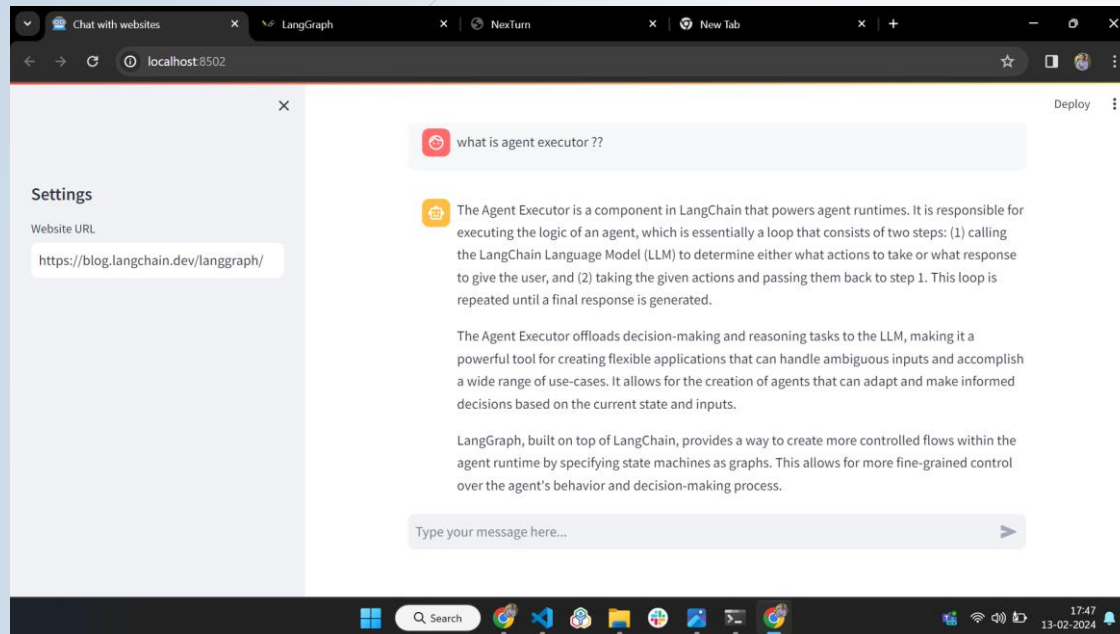 Chat with websites
LangGraph
NexTurn
New Tab
localhost:8502
Deploy
Settings
Website URL
https://blog.langchain.dev/langgraph/
what is agent executor ??
The Agent Executor is a component in LangChain that powers agent runtimes. It is responsible for
executing the logic of an agent, which is essentially a loop that consists of two steps: (1) calling
the LangChain Language Model (LLM) to determine either what actions to take or what response
to give the user, and (2) taking the given actions and passing them back to step 1. This loop is
repeated until a final response is generated.
The Agent Executor offloads decision-making and reasoning tasks to the LLM, making it a
powerful tool for creating flexible applications that can handle ambiguous inputs and accomplish
a wide range of use-cases. It allows for the creation of agents that can adapt and make informed
decisions based on the current state and inputs.
LangGraph, built on top of LangChain, provides a way to create more controlled flows within the
agent runtime by specifying state machines as graphs. This allows for more fine-grained control
over the agent's behavior and decision-making process.
Type your message here...
Search
17:47
13-02-2024